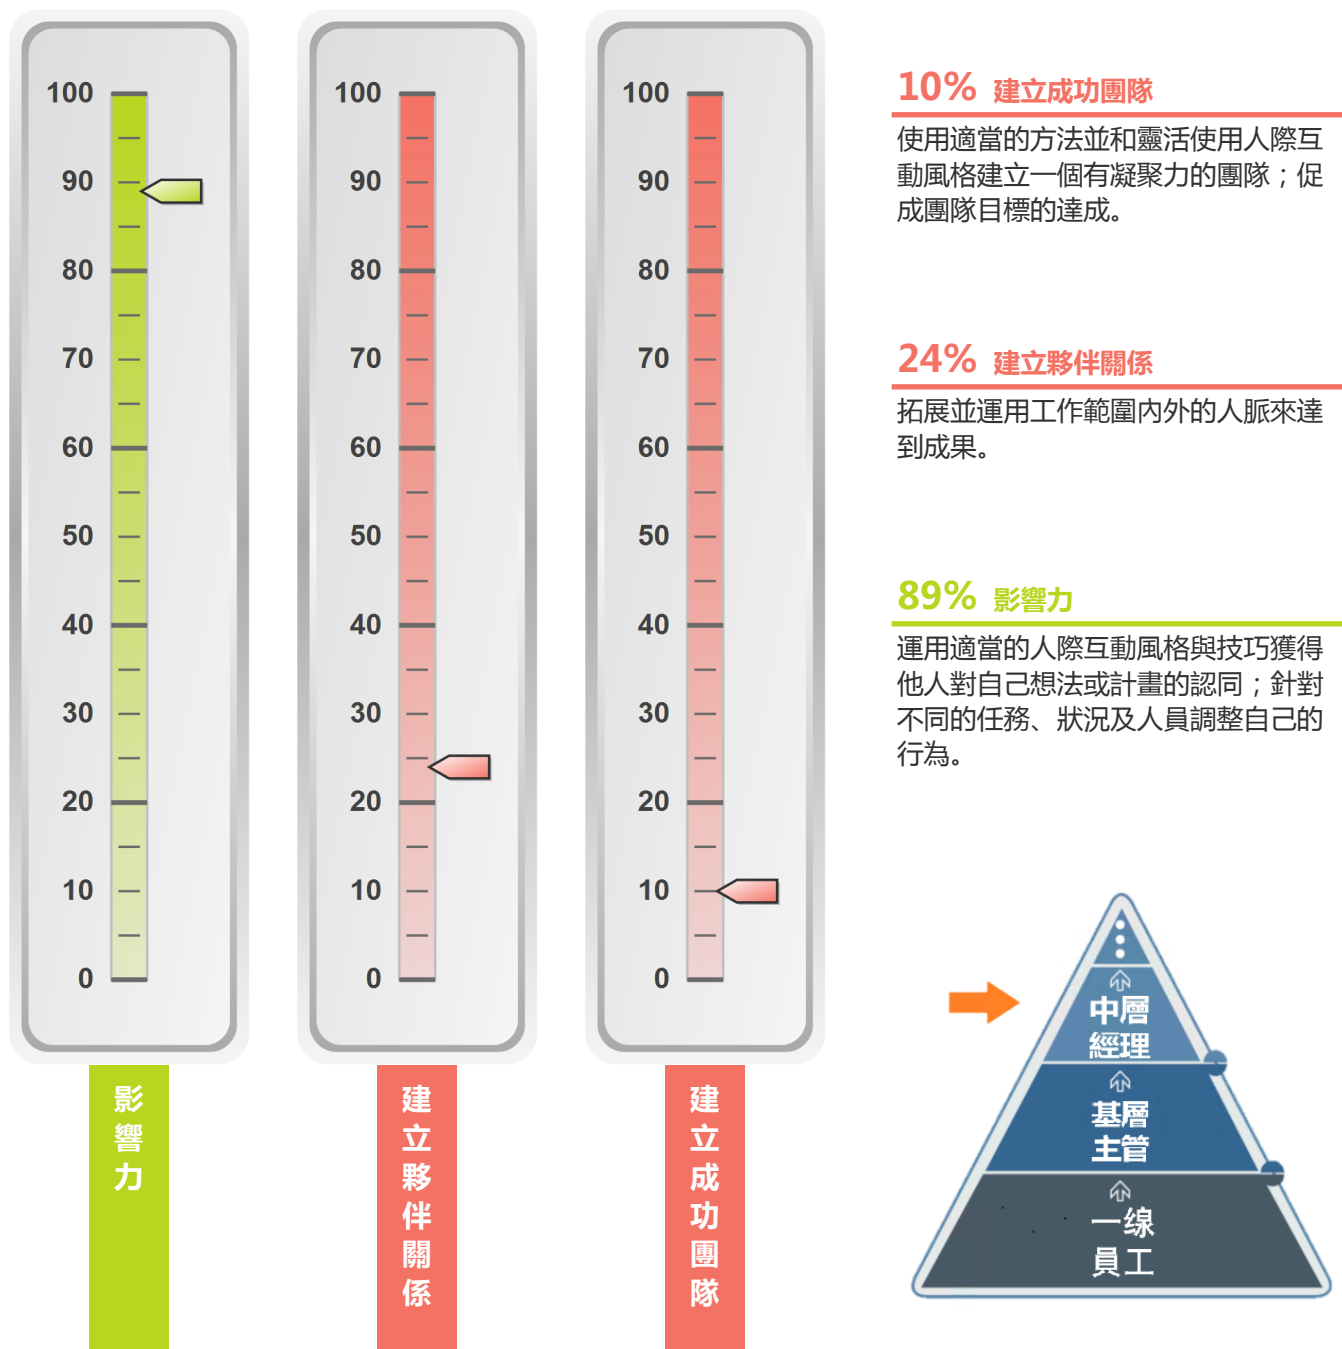 100
90
80
70
60
50
40
30
20
10
0
影響力
100
90
80
70
60
50
40
30
20
10
0
建立夥伴關係
100
90
80
70
60
50
40
30
20
10
0
建立成功團隊
10% 建立成功團隊
使用適當的方法並和靈活使用人際互
動風格建立一個有凝聚力的團隊；促
成團隊目標的達成。
24% 建立夥伴關係
拓展並運用工作範圍內外的人脈來達
到成果。
89% 影響力
運用適當的人際互動風格與技巧獲得
他人對自己想法或計畫的認同；針對
不同的任務、狀況及人員調整自己的
行為。
中層
經理
基層
主管
一缐
員工